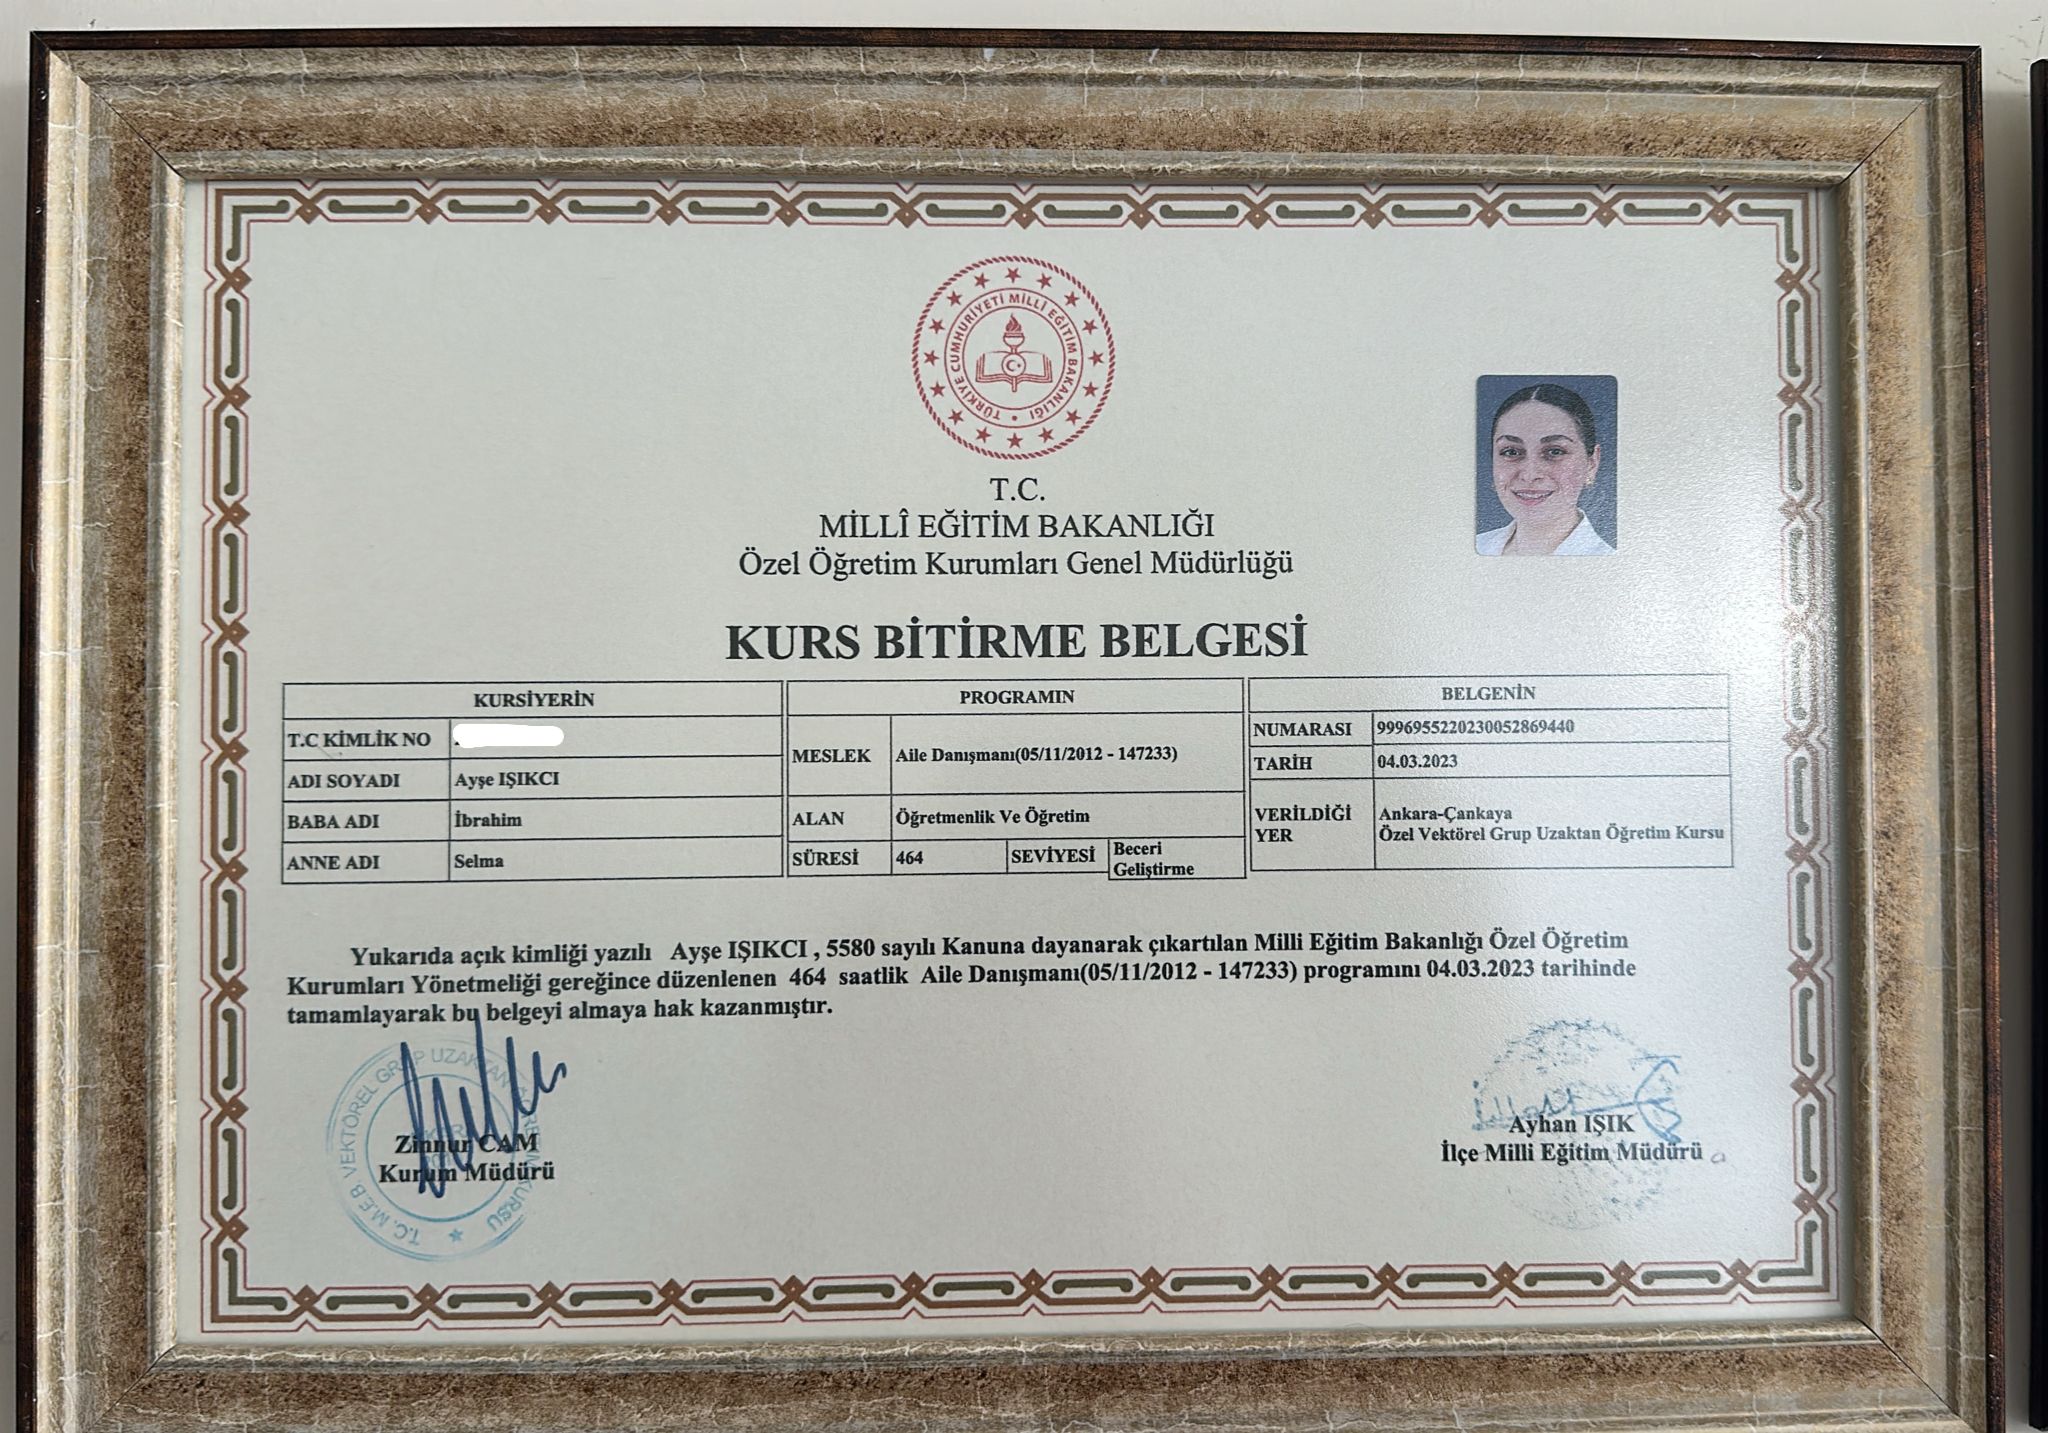 TÜRKİYE CUMHURİYETİ MİLLÎ EĞİTİM BAKANLIĞI
T.C.
MİLLÎ EĞİTİM BAKANLIĞI
Özel Öğretim Kurumları Genel Müdürlüğü
KURS BİTİRME BELGESİ
KURSİYERİN
T.C KİMLİK NO
ADI SOYADI Ayşe IŞIKCI
BABA ADI İbrahim
ANNE ADI Selma
PROGRAMIN
MESLEK Aile Danışmanı(05/11/2012 - 147233)
ALAN Öğretmenlik Ve Öğretim
SÜRESİ 464 SEVİYESİ Beceri
Geliştirme
BELGENİN
NUMARASI 9996955220230052869440
TARİH 04.03.2023
VERİLDİĞİ Ankara-Çankaya
YER Özel Vektörel Grup Uzaktan Öğretim Kursu
Yukarıda açık kimliği yazılı Ayşe IŞIKCI , 5580 sayılı Kanuna dayanarak çıkartılan Milli Eğitim Bakanlığı Özel Öğretim
Kurumları Yönetmeliği gereğince düzenlenen 464 saatlik Aile Danışmanı(05/11/2012 - 147233) programını 04.03.2023 tarihinde
tamamlayarak bu belgeyi almaya hak kazanmıştır.
T.C. M.E.B. VEKTÖREL GRUP UZAKTAN KURSU
Zinnur CAM
Kurum Müdürü
Ayhan IŞIK
İlçe Milli Eğitim Müdürü